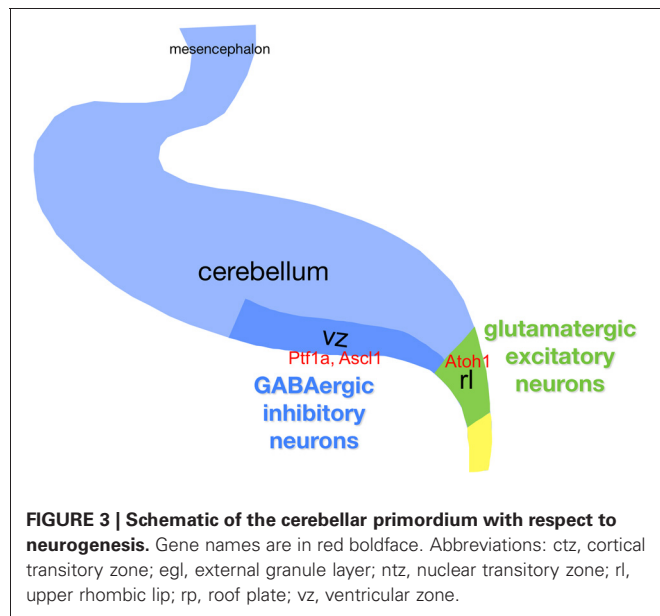 mesencephalon
cerebellum
vz
Ptf1a, Ascl1
GABAergic
inhibitory
neurons
Atoh1
rl
glutamatergic
excitatory
neurons
FIGURE 3 | Schematic of the cerebellar primordium with respect to
neurogenesis. Gene names are in red boldface. Abbreviations: ctz, cortical
transitory zone; egl, external granule layer; ntz, nuclear transitory zone; rl,
upper rhombic lip; rp, roof plate; vz, ventricular zone.